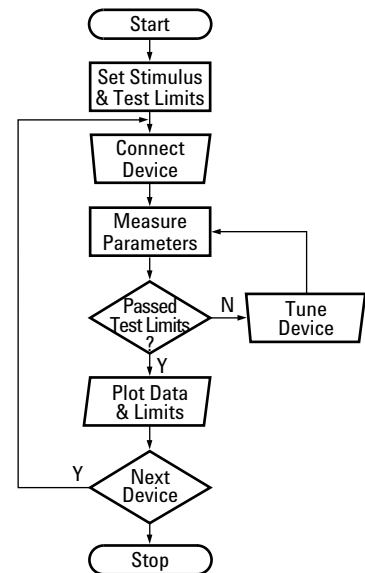 Start
Set Stimulus
& Test Limits
Connect
Device
Measure
Parameters
Passed
Test Limits
?
N
Tune
Device
Y
Plot Data
& Limits
Y
Next
Device
Stop